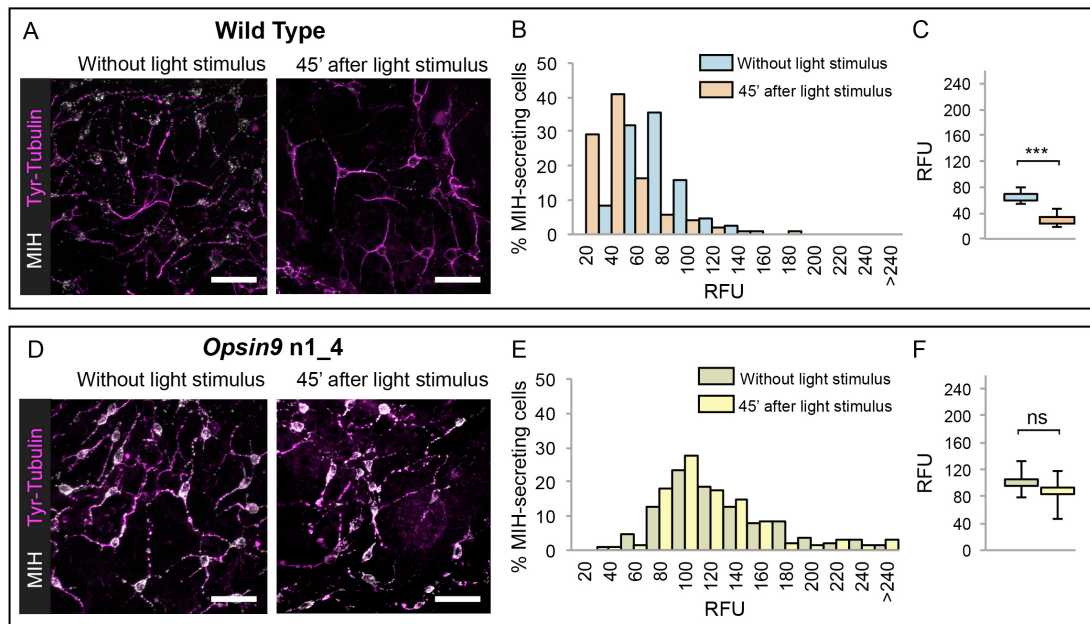 A
Wild Type
Without light stimulus
45' after light stimulus
MIH Tyr-Tubulin
B
% MIH-secreting cells
50
40
30
20
10
0
20
40
60
80
100
120
140
160
180
200
220
240
>240
RFU
Without light stimulus
45' after light stimulus
C
RFU
240
200
160
120
80
40
0
***
D
Opsin9 n1_4
Without light stimulus
45' after light stimulus
MIH Tyr-Tubulin
E
% MIH-secreting cells
50
40
30
20
10
0
20
40
60
80
100
120
140
160
180
200
220
240
>240
RFU
Without light stimulus
45' after light stimulus
F
RFU
240
200
160
120
80
40
0
ns